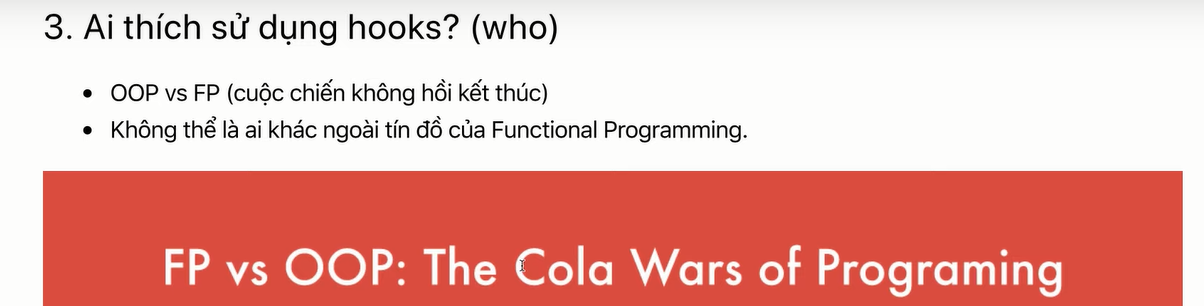 3. Ai thích sử dụng hooks? (who)
• OOP vs FP (cuộc chiến không hồi kết thúc)
• Không thể là ai khác ngoài tín đồ của Functional Programming.
FP vs OOP: The Cola Wars of Programing